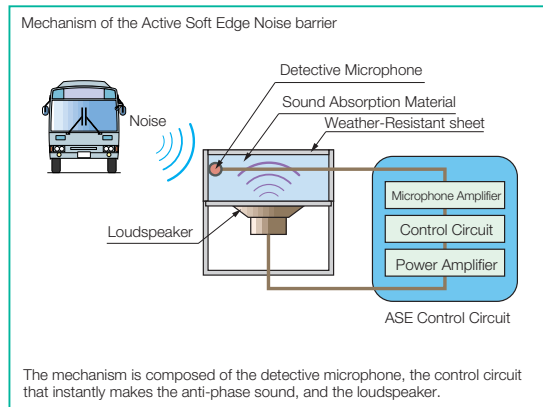 Mechanism of the Active Soft Edge Noise barrier
Detective Microphone
Sound Absorption Material
Noise
Weather-Resistant sheet
Microphone Amplifier
Loudspeaker
Control Circuit
Power Amplifier
ASE Control Circuit
The mechanism is composed of the detective microphone, the control circuit
that instantly makes the anti-phase sound, and the loudspeaker.